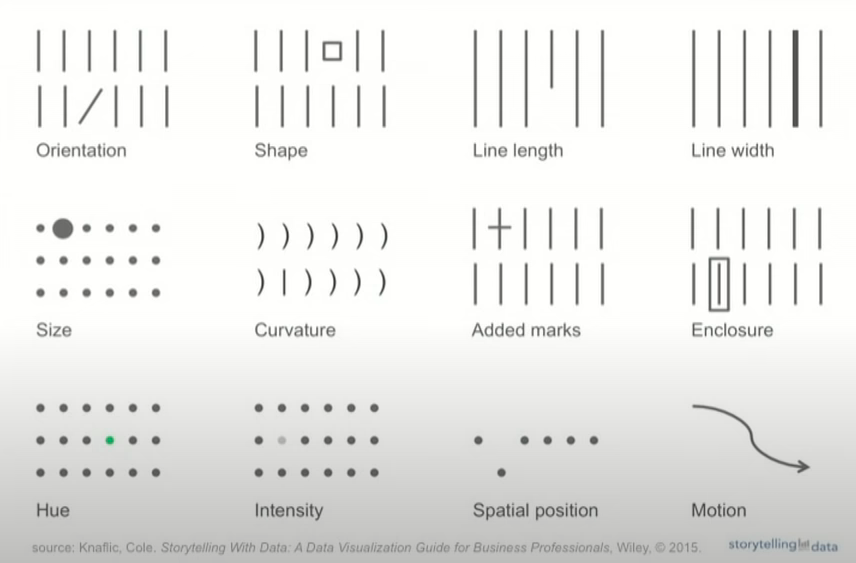 Orientation
Shape
Line length
Line width
Size
Curvature
Added marks
Enclosure
Hue
Intensity
Spatial position
Motion
source: Knaflic, Cole. Storytelling With Data: A Data Visualization Guide for Business Professionals, Wiley, © 2015.
storytelling data